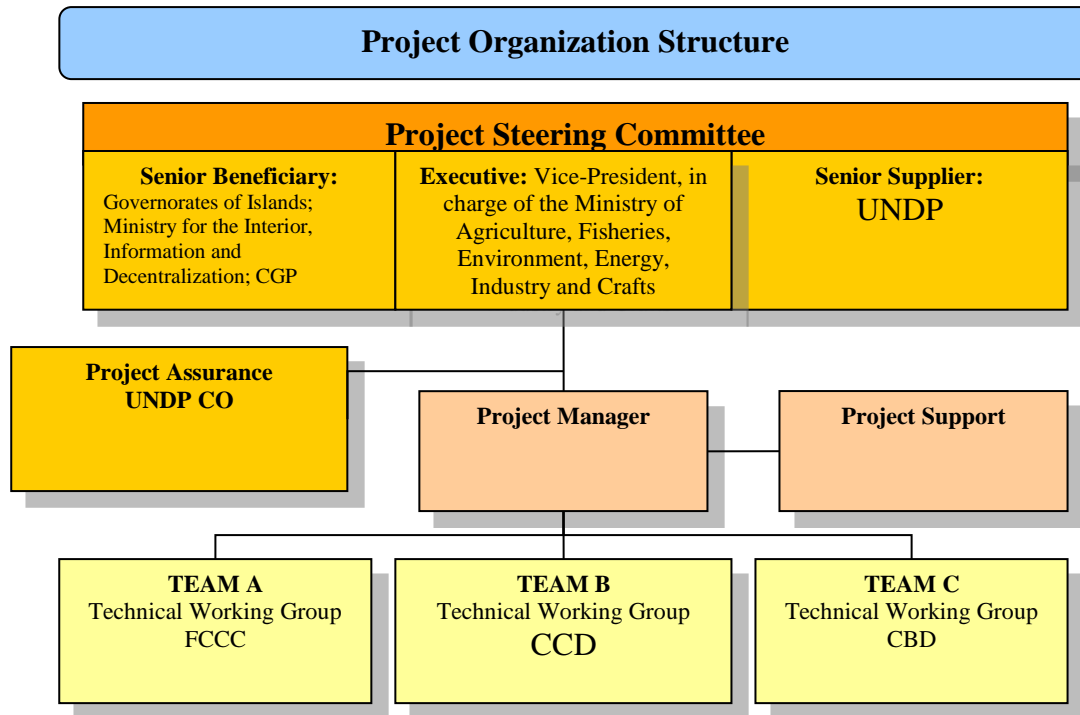 Project Organization Structure
Project Steering Committee
Senior Beneficiary:
Governorates of Islands;
Ministry for the Interior,
Information and
Decentralization; CGP
Executive: Vice-President, in
charge of the Ministry of
Agriculture, Fisheries,
Environment, Energy,
Industry and Crafts
Senior Supplier:
UNDP
Project Assurance
UNDP CO
Project Manager
Project Support
TEAM A
Technical Working Group
FCCC
TEAM B
Technical Working Group
CCD
TEAM C
Technical Working Group
CBD